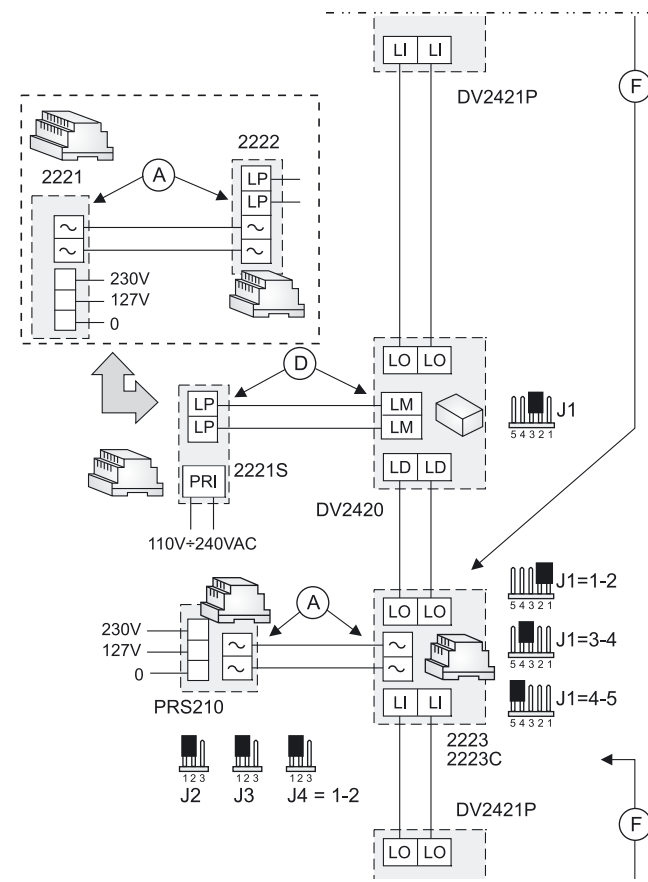 LI LI
DV2421P
F
2221
A
2222
LP
LP
~
~
~
~
230V
127V
0
LO LO
D
LP
LP
LM
LM
J1
5 4 3 2 1
2221S
PRI
LD LD
DV2420
110V÷240VAC
LO LO
J1=1-2
5 4 3 2 1
A
230V
127V
0
~
~
~
~
J1=3-4
5 4 3 2 1
PRS210
LI LI
J1=4-5
5 4 3 2 1
2223
2223C
1 2 3
1 2 3
1 2 3
J2 J3 J4 = 1-2
DV2421P
F
LO LO